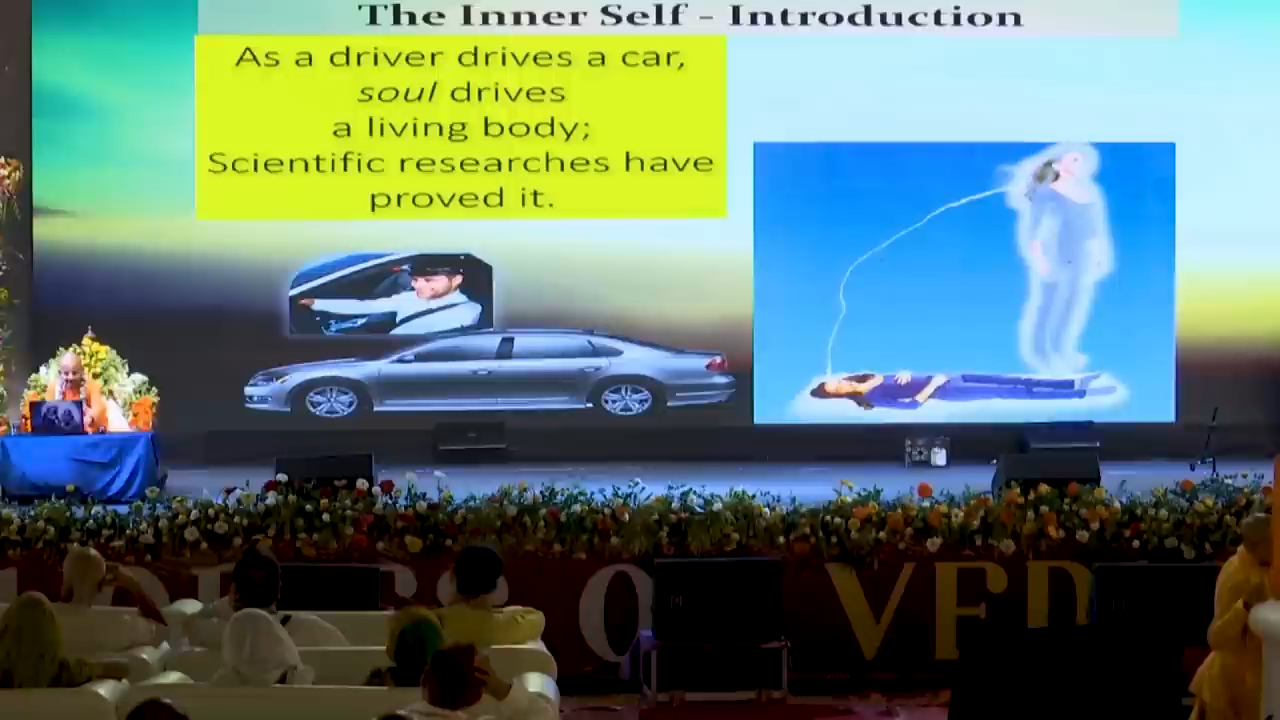 The Inner Self - Introduction
As a driver drives a car,
soul drives
a living body;
Scientific researches have
proved it.